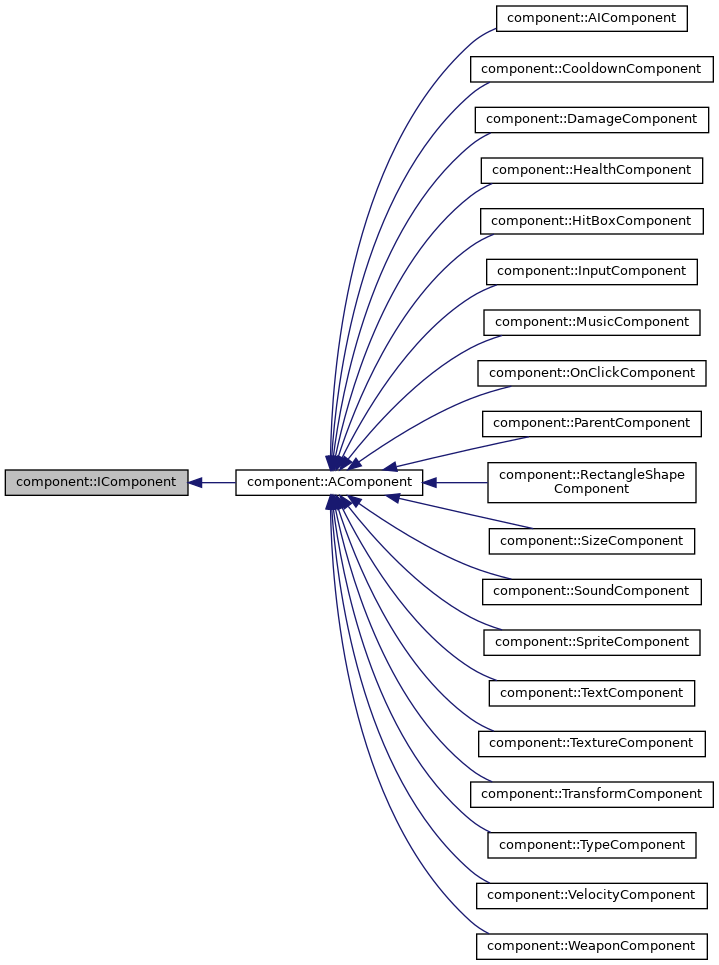 component::AIComponent
component::CooldownComponent
component::DamageComponent
component::HealthComponent
component::HitBoxComponent
component::InputComponent
component::MusicComponent
component::OnClickComponent
component::ParentComponent
component::IComponent
component::AComponent
component::RectangleShape
Component
component::SizeComponent
component::SoundComponent
component::SpriteComponent
component::TextComponent
component::TextureComponent
component::TransformComponent
component::TypeComponent
component::VelocityComponent
component::WeaponComponent